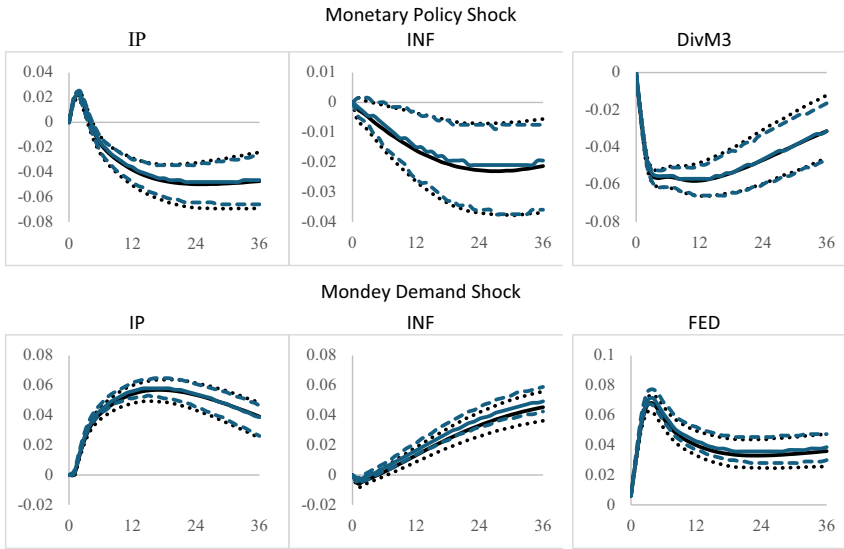 Monetary Policy Shock
IP INF DivM3
0.04 0.01 0
0.02 0 -0.02
0 -0.01 -0.04
-0.02 -0.02 -0.06
-0.04 -0.03 -0.08
-0.06 -0.04
-0.08
0 12 24 36 0 12 24 36 0 12 24 36
Mondey Demand Shock
IP INF FED
0.08 0.08 0.1
0.06 0.06 0.08
0.04 0.04 0.06
0.02 0.02 0.04
0 0 0.02
-0.02 -0.02 0
0 12 24 36 0 12 24 36 0 12 24 36